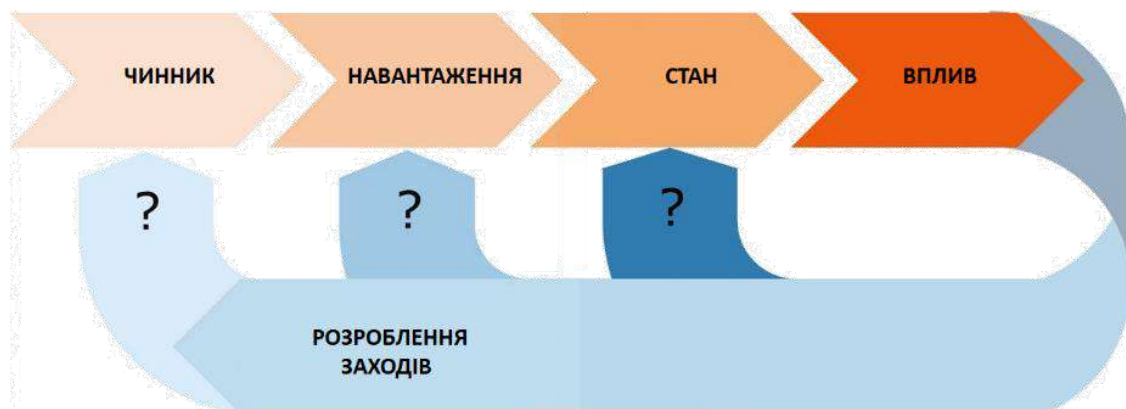 ЧИННИК
НАВАНТАЖЕННЯ
СТАН
ВПЛИВ
?
?
?
РОЗРОБЛЕННЯ
ЗАХОДІВ